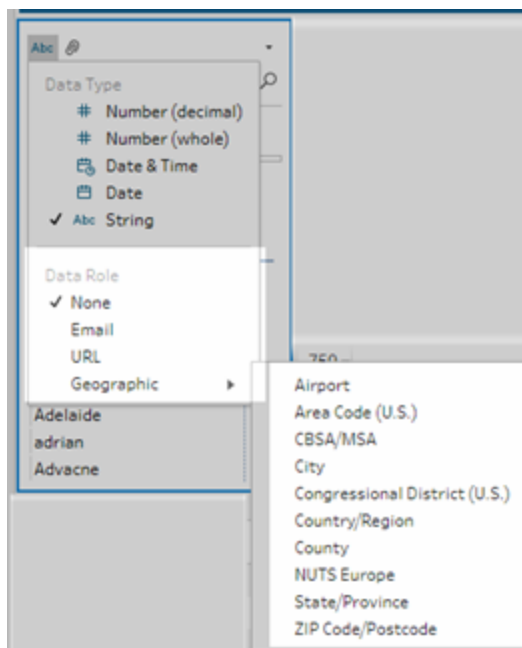 Abc
Data Type
# Number (decimal)
# Number (whole)
Date & Time
Date
✓ Abc String
Data Role
✓ None
Email
URL
Geographic
Adelaide
adrian
Advacne
Airport
Area Code (U.S.)
CBSA/MSA
City
Congressional District (U.S.)
Country/Region
County
NUTS Europe
State/Province
ZIP Code/Postcode